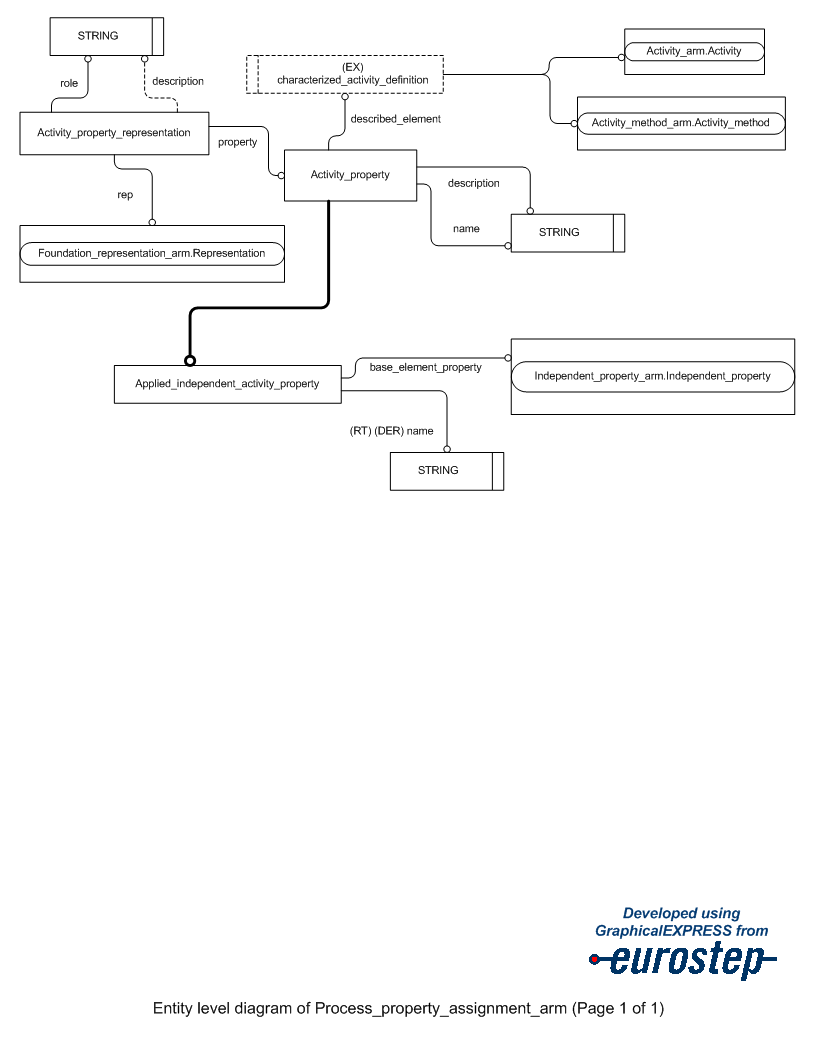 STRING
role
description
(EX)
characterized_activity_definition
Activity_arm.Activity
Activity_method_arm.Activity_method
Activity_property_representation
property
described_element
Activity_property
description
name
STRING
rep
Foundation_representation_arm.Representation
Applied_independent_activity_property
base_element_property
Independent_property_arm.Independent_property
(RT) (DER) name
STRING
Developed using
GraphicalEXPRESS from
eurostep
Entity level diagram of Process_property_assignment_arm (Page 1 of 1)